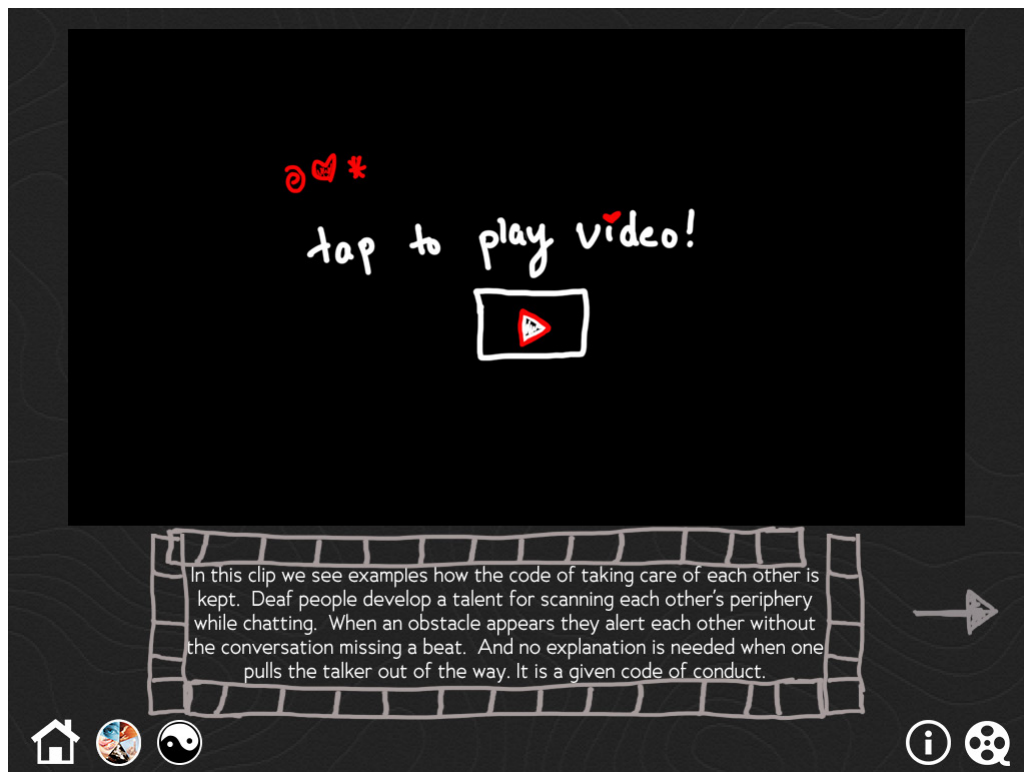 tap to play video!
In this clip we see examples how the code of taking care of each other is
kept.  Deaf people develop a talent for scanning each other's periphery
while chatting.  When an obstacle appears they alert each other without
the conversation missing a beat.  And no explanation is needed when one
pulls the talker out of the way. It is a given code of conduct.